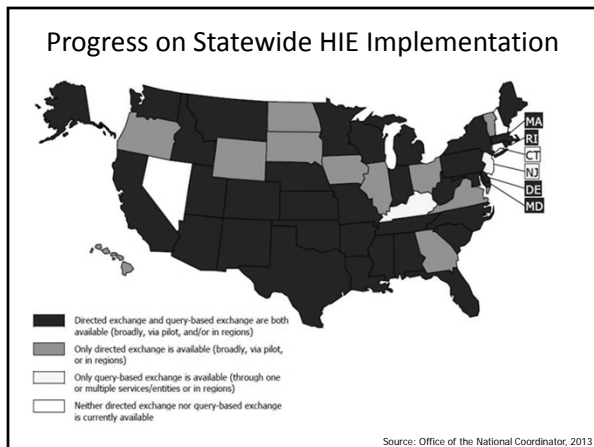 Progress on Statewide HIE Implementation
MA
RI
CT
NJ
DE
MD
Directed exchange and query-based exchange are both
available (broadly, via pilot, and/or in regions)
Only directed exchange is available (broadly, via pilot,
or in regions)
Only query-based exchange is available (through one
or multiple services/entities or in regions)
Neither directed exchange nor query-based exchange
is currently available
Source: Office of the National Coordinator, 2013